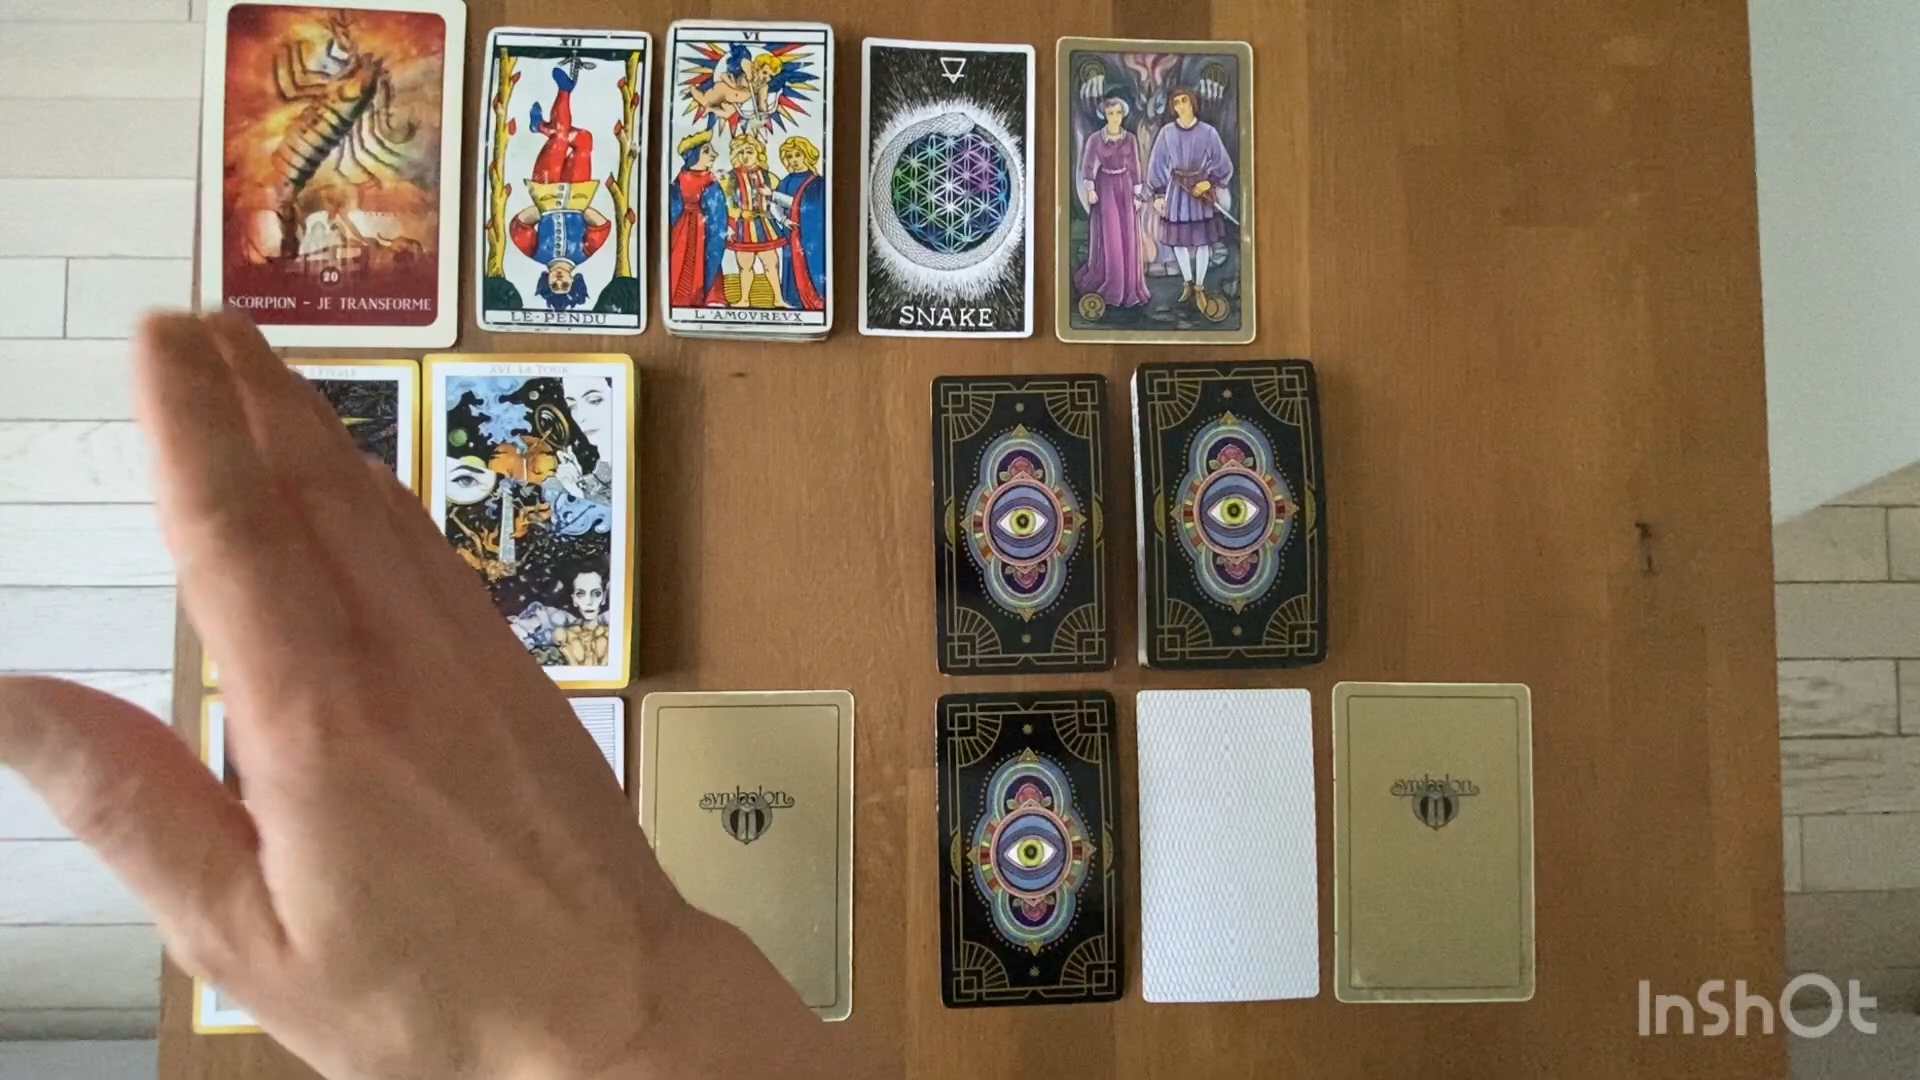 XII
VI
20
SCORPION - JE TRANSFORME
LE·PENDU
L'AMOVREVX
SNAKE
XVI LA TOUR
symbolon
symbolon
InShOt